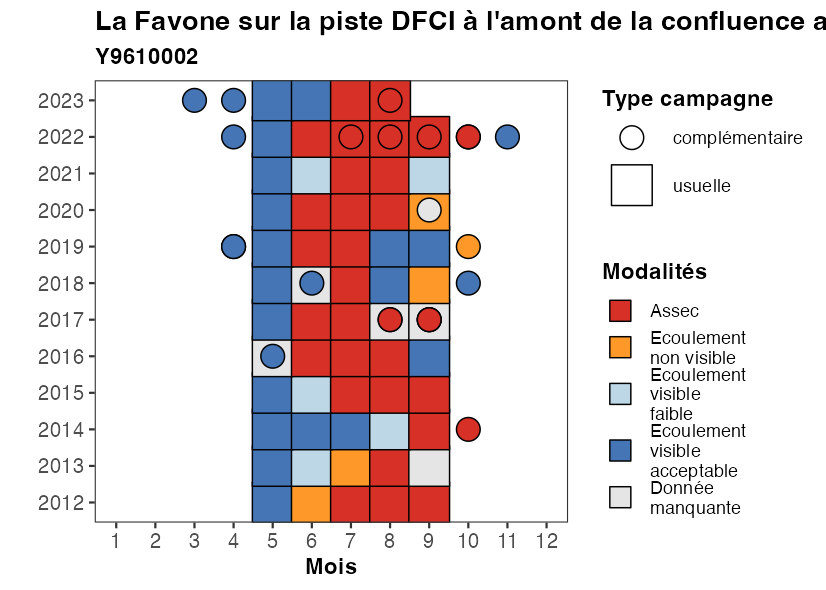 La Favone sur la piste DFCI à l'amont de la confluence a
Y9610002
2023
2022
2021
2020
2019
2018
2017
2016
2015
2014
2013
2012
1 2 3 4 5 6 7 8 9 10 11 12
Mois
Type campagne
complémentaire
usuelle
Modalités
Assec
Ecoulement
non visible
Ecoulement
visible
faible
Ecoulement
visible
acceptable
Donnée
manquante